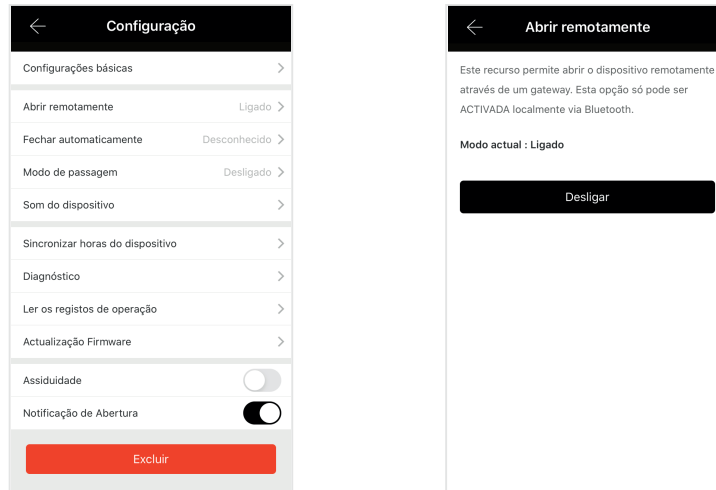 Configuração
Configurações básicas
Abrir remotamente Ligado
Fechar automaticamente Desconhecido
Modo de passagem Desligado
Som do dispositivo
Sincronizar horas do dispositivo
Diagnóstico
Ler os registos de operação
Actualização Firmware
Assiduidade
Notificação de Abertura
Excluir
Abrir remotamente
Este recurso permite abrir o dispositivo remotamente
através de um gateway. Esta opção só pode ser
ACTIVADA localmente via Bluetooth.
Modo actual : Ligado
Desligar